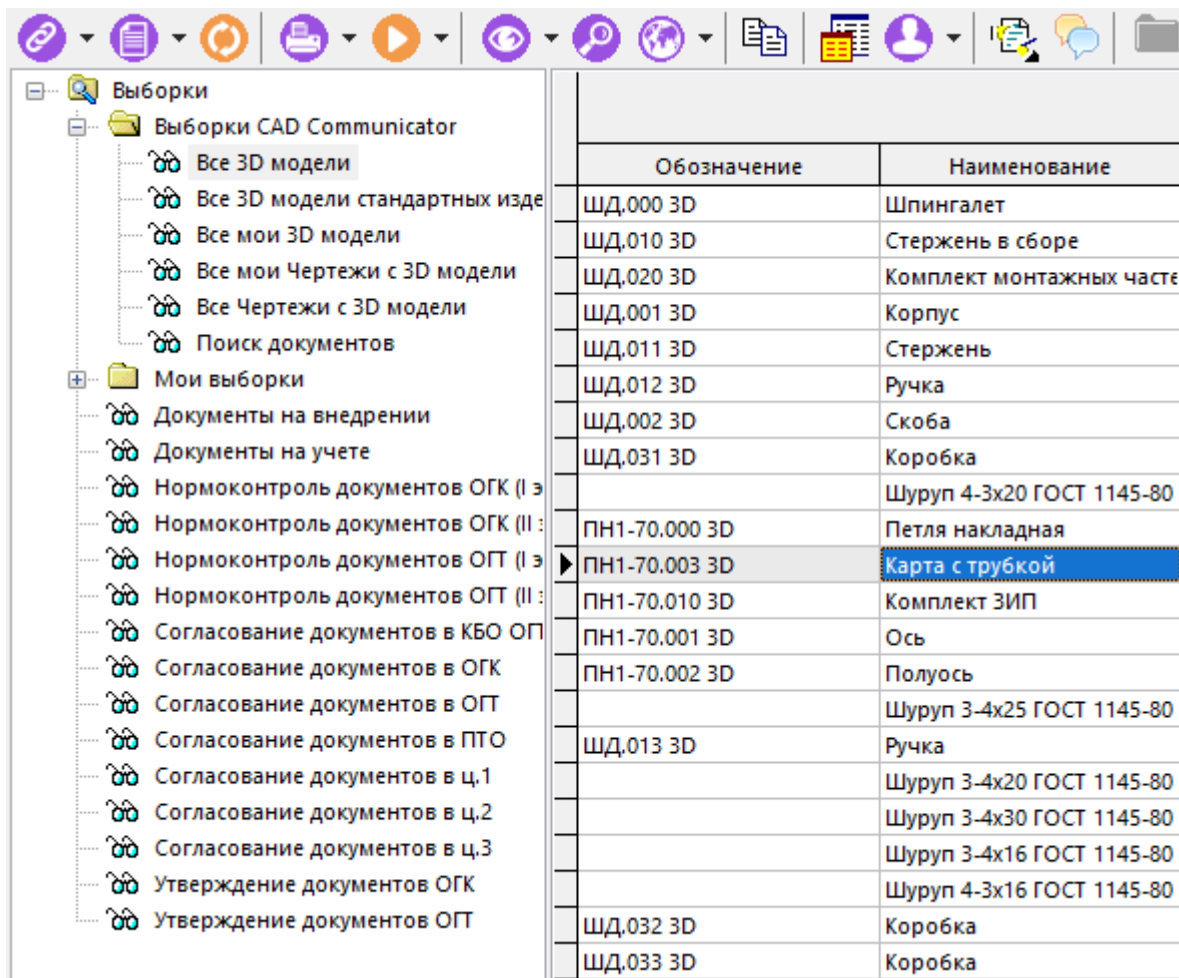 Выборки
Выборки CAD Communicator
Все 3D модели
Все 3D модели стандартных изде
Все мои 3D модели
Все мои Чертежи с 3D модели
Все Чертежи с 3D модели
Поиск документов
Мои выборки
Документы на внедрении
Документы на учете
Нормоконтроль документов ОГК (I э
Нормоконтроль документов ОГК (II э
Нормоконтроль документов ОГТ (I э
Нормоконтроль документов ОГТ (II э
Согласование документов в КБО ОГТ
Согласование документов в ОГК
Согласование документов в ОГТ
Согласование документов в ПТО
Согласование документов в ц.1
Согласование документов в ц.2
Согласование документов в ц.3
Утверждение документов ОГК
Утверждение документов ОГТ
Обозначение Наименование
ШД.000 3D Шпингалет
ШД.010 3D Стержень в сборе
ШД.020 3D Комплект монтажных часте
ШД.001 3D Корпус
ШД.011 3D Стержень
ШД.012 3D Ручка
ШД.002 3D Скоба
ШД.031 3D Коробка
Шуруп 4-3х20 ГОСТ 1145-80
ПН1-70.000 3D Петля накладная
ПН1-70.003 3D Карта с трубкой
ПН1-70.010 3D Комплект ЗИП
ПН1-70.001 3D Ось
ПН1-70.002 3D Полуось
Шуруп 3-4х25 ГОСТ 1145-80
ШД.013 3D Ручка
Шуруп 3-4х20 ГОСТ 1145-80
Шуруп 3-4х30 ГОСТ 1145-80
Шуруп 3-4х16 ГОСТ 1145-80
Шуруп 4-3х16 ГОСТ 1145-80
ШД.032 3D Коробка
ШД.033 3D Коробка